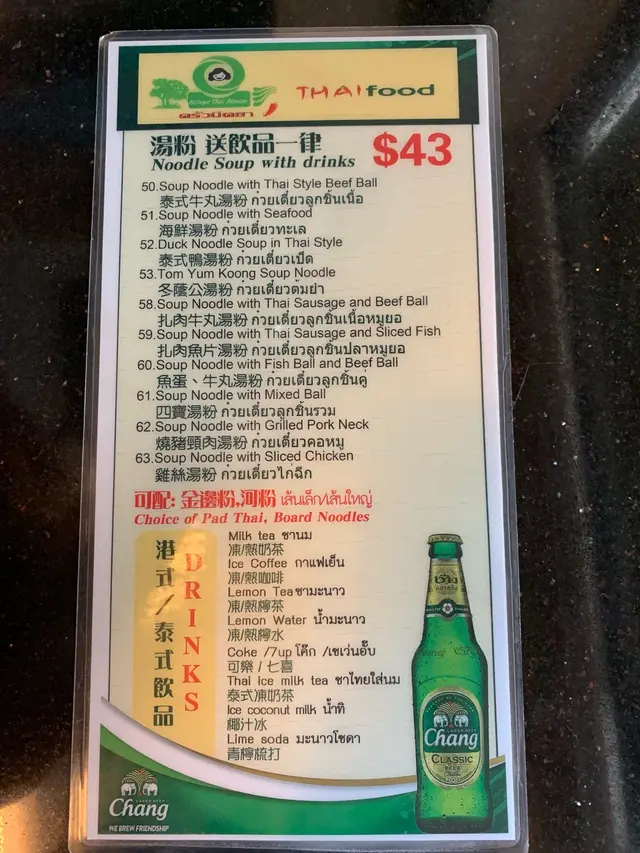 Nittaya Thai House
ครัวนิตยา
THAI food
湯粉 送飲品一律 $43
Noodle Soup with drinks
50.Soup Noodle with Thai Style Beef Ball
泰式牛丸湯粉 ก๋วยเตี๋ยวลูกชิ้นเนื้อ
51.Soup Noodle with Seafood
海鮮湯粉 ก๋วยเตี๋ยวทะเล
52.Duck Noodle Soup in Thai Style
泰式鴨湯粉 ก๋วยเตี๋ยวเป็ด
53.Tom Yum Koong Soup Noodle
冬蔭公湯粉 ก๋วยเตี๋ยวต้มยำ
58.Soup Noodle with Thai Sausage and Beef Ball
扎肉牛丸湯粉 ก๋วยเตี๋ยวลูกชิ้นเนื้อหมูยอ
59.Soup Noodle with Thai Sausage and Sliced Fish
扎肉魚片湯粉 ก๋วยเตี๋ยวลูกชิ้นปลาหมูยอ
60.Soup Noodle with Fish Ball and Beef Ball
魚蛋、牛丸湯粉 ก๋วยเตี๋ยวลูกชิ้นคู่
61.Soup Noodle with Mixed Ball
四寶湯粉 ก๋วยเตี๋ยวลูกชิ้นรวม
62.Soup Noodle with Grilled Pork Neck
燒豬頸肉湯粉 ก๋วยเตี๋ยวคอหมู
63.Soup Noodle with Sliced Chicken
雞絲湯粉 ก๋วยเตี๋ยวไก่ฉีก
可配: 金邊粉,河粉 เส้นเล็ก/เส้นใหญ่
Choice of Pad Thai, Board Noodles
港式/泰式飲品
DRINKS
Milk tea ชานม
凍/熱奶茶
Ice Coffee กาแฟเย็น
凍/熱咖啡
Lemon Tea ชามะนาว
凍/熱檸茶
Lemon Water น้ำมะนาว
凍/熱檸水
Coke /7up โค๊ก /เซเว่นอั๊บ
可樂 / 七喜
Thai Ice milk tea ชาไทยใส่นม
泰式凍奶茶
Ice coconut milk น้ำทิ
椰汁冰
Lime soda มะนาวโซดา
青檸梳打
ช้าง
Chang
CLASSIC
BEER
Chang
WE BREW FRIENDSHIP